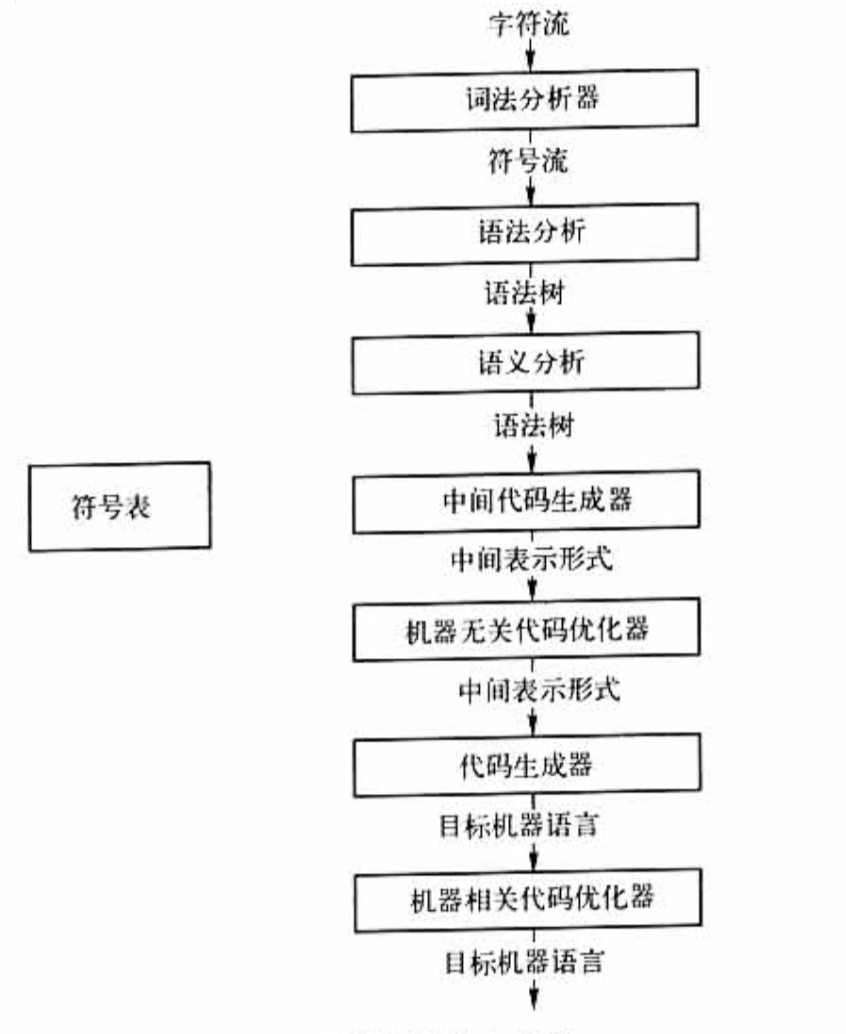 字符流
词法分析器
符号流
语法分析
语法树
语义分析
语法树
符号表
中间代码生成器
中间表示形式
机器无关代码优化器
中间表示形式
代码生成器
目标机器语言
机器相关代码优化器
目标机器语言